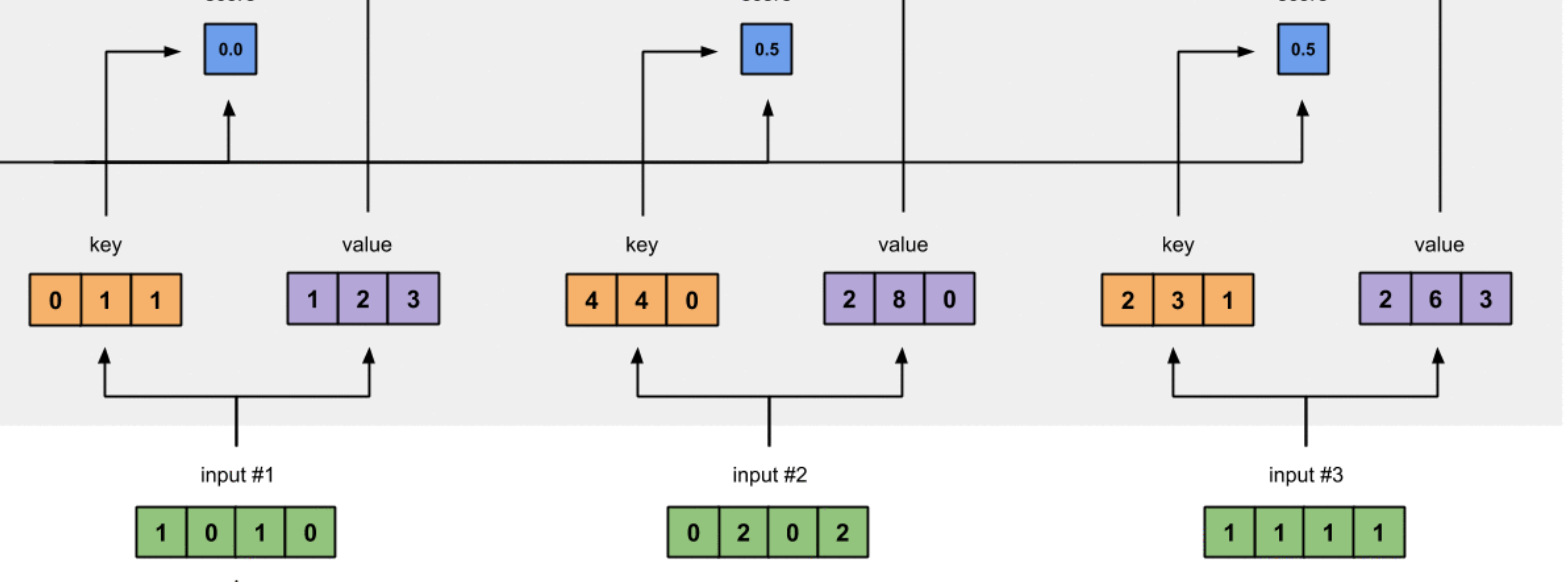 0.0 0.5 0.5
key value key value key value
0 1 1 1 2 3 4 4 0 2 8 0 2 3 1 2 6 3
input #1 input #2 input #3
1 0 1 0 0 2 0 2 1 1 1 1